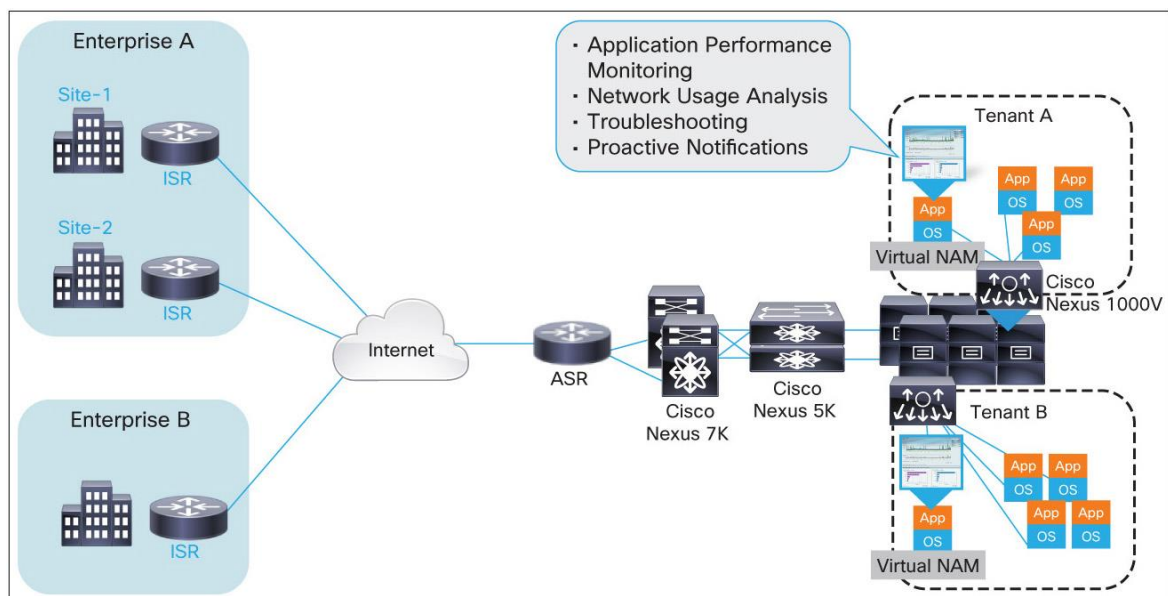 Enterprise A
Site-1
ISR
Site-2
ISR
Enterprise B
ISR
Internet
ASR
Cisco
Nexus 7K
Cisco
Nexus 5K
· Application Performance
Monitoring
· Network Usage Analysis
· Troubleshooting
· Proactive Notifications
Tenant A
App
OS
Virtual NAM
App
OS
App
OS
App
OS
Cisco
Nexus 1000V
Tenant B
App
OS
Virtual NAM
App
OS
App
OS
App
OS
App
OS